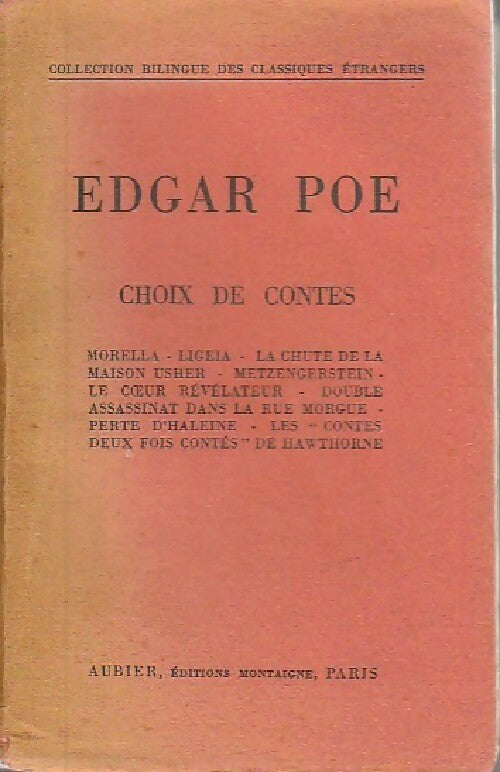 COLLECTION BILINGUE DES CLASSIQUES ÉTRANGERS
EDGAR POE
CHOIX DE CONTES
MORELLA - LIGEIA - LA CHUTE DE LA
MAISON USHER - METZENGERSTEIN -
LE CŒUR RÉVÉLATEUR - DOUBLE
ASSASSINAT DANS LA RUE MORGUE -
PERTE D'HALEINE - LES "CONTES
DEUX FOIS CONTÉS" DE HAWTHORNE
AUBIER, ÉDITIONS MONTAIGNE, PARIS